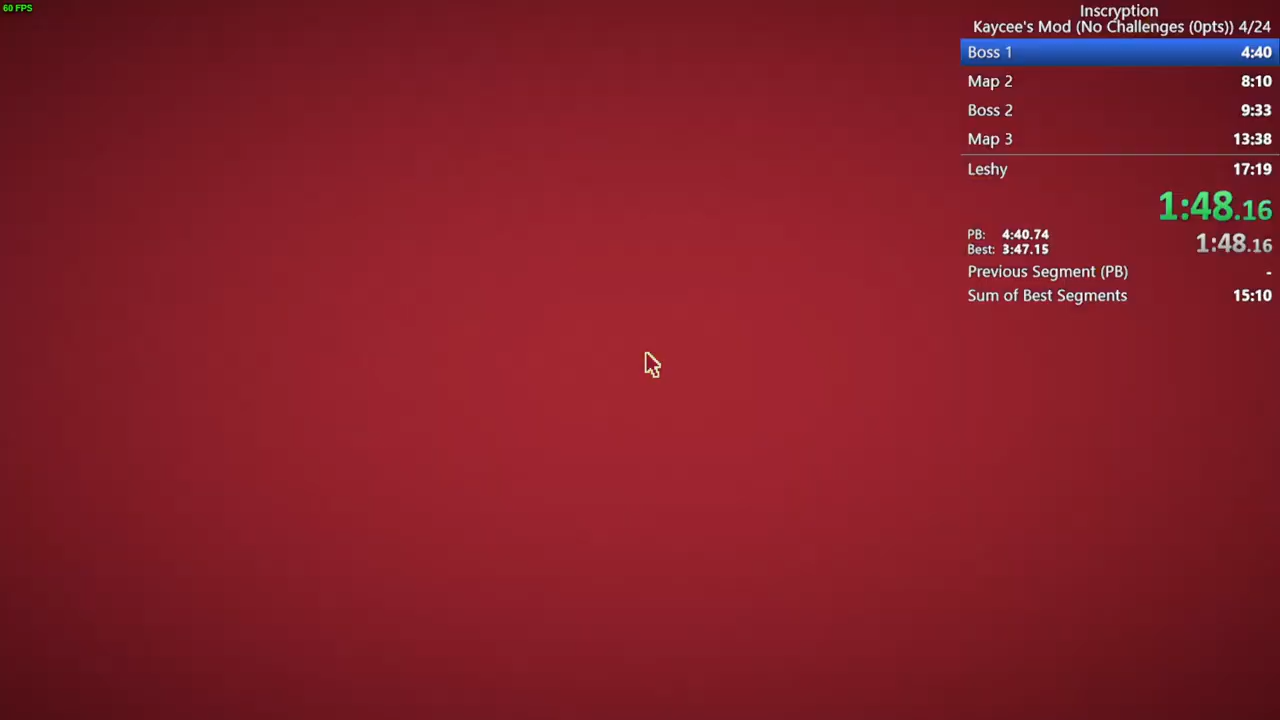 60 FPS
Inscryption
Kaycee's Mod (No Challenges (0pts)) 4/24
Boss 1 4:40
Map 2 8:10
Boss 2 9:33
Map 3 13:38
Leshy 17:19
1:48.16
PB: 4:40.74
Best: 3:47.15
1:48.16
Previous Segment (PB) -
Sum of Best Segments 15:10